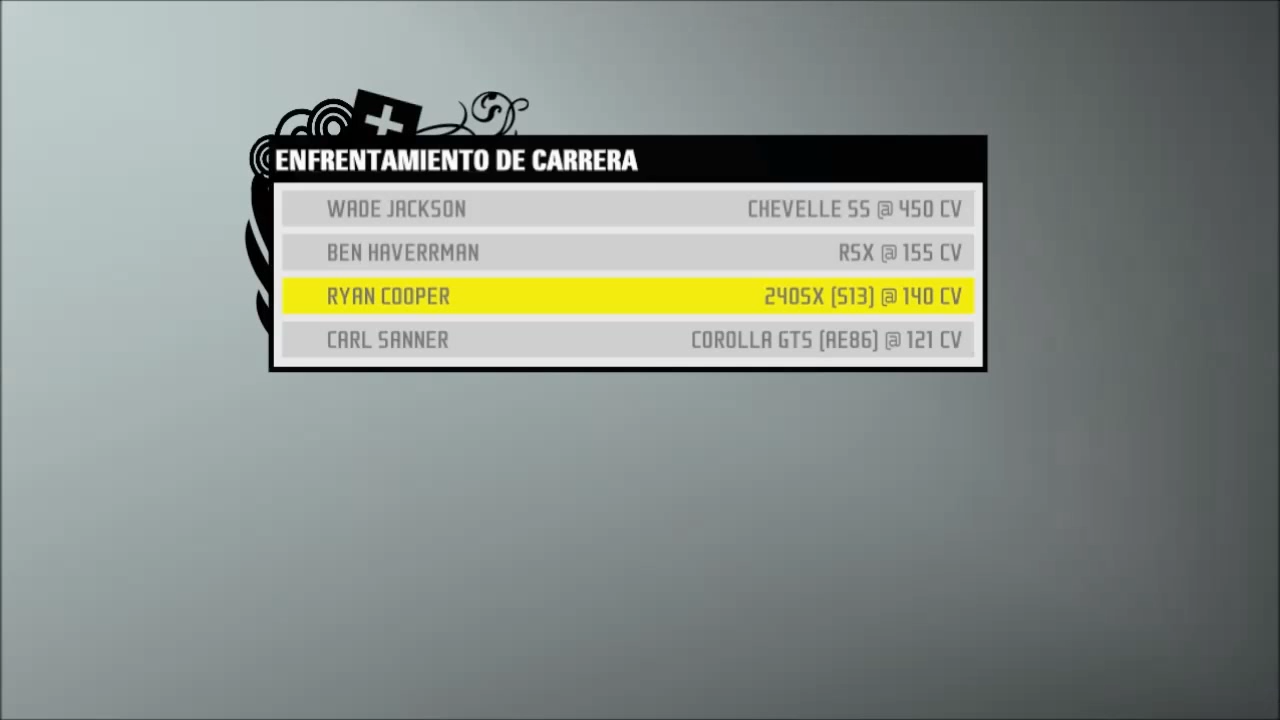 ENFRENTAMIENTO DE CARRERA
WADE JACKSON CHEVELLE SS @ 450 CV
BEN HAVERRMAN RSX @ 155 CV
RYAN COOPER 240SX (S13) @ 140 CV
CARL SANNER COROLLA GTS (AE86) @ 121 CV